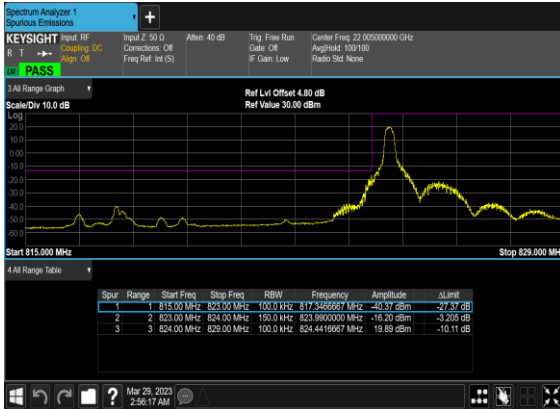 Spectrum Analyzer 1
Spurious Emissions
+
KEYSIGHT Input: RF Input Z: 50 Ω Atten: 40 dB Trig: Free Run Center Freq: 22.005000000 GHz
R T Coupling: DC Corrections: Off Gate: Off Avg|Hold: 100/100
Align: Off Freq Ref: Int (S) IF Gain: Low Radio Std: None
PASS
3 All Range Graph
Ref Lvl Offset 4.80 dB
Scale/Div 10.0 dB Ref Value 30.00 dBm
Log
20.0
10.0
0.00
-10.0
-20.0
-30.0
-40.0
-50.0
-60.0
Start 815.000 MHz Stop 829.000 MHz
4 All Range Table
Spur Range Start Freq Stop Freq RBW Frequency Amplitude ΔLimit
1 1 815.00 MHz 823.00 MHz 100.0 kHz 817.3466667 MHz -40.37 dBm -27.37 dB
2 2 823.00 MHz 824.00 MHz 150.0 kHz 823.9900000 MHz -16.20 dBm -3.205 dB
3 3 824.00 MHz 829.00 MHz 100.0 kHz 824.4416667 MHz 19.89 dBm -10.11 dB
? Mar 29, 2023
2:56:17 AM